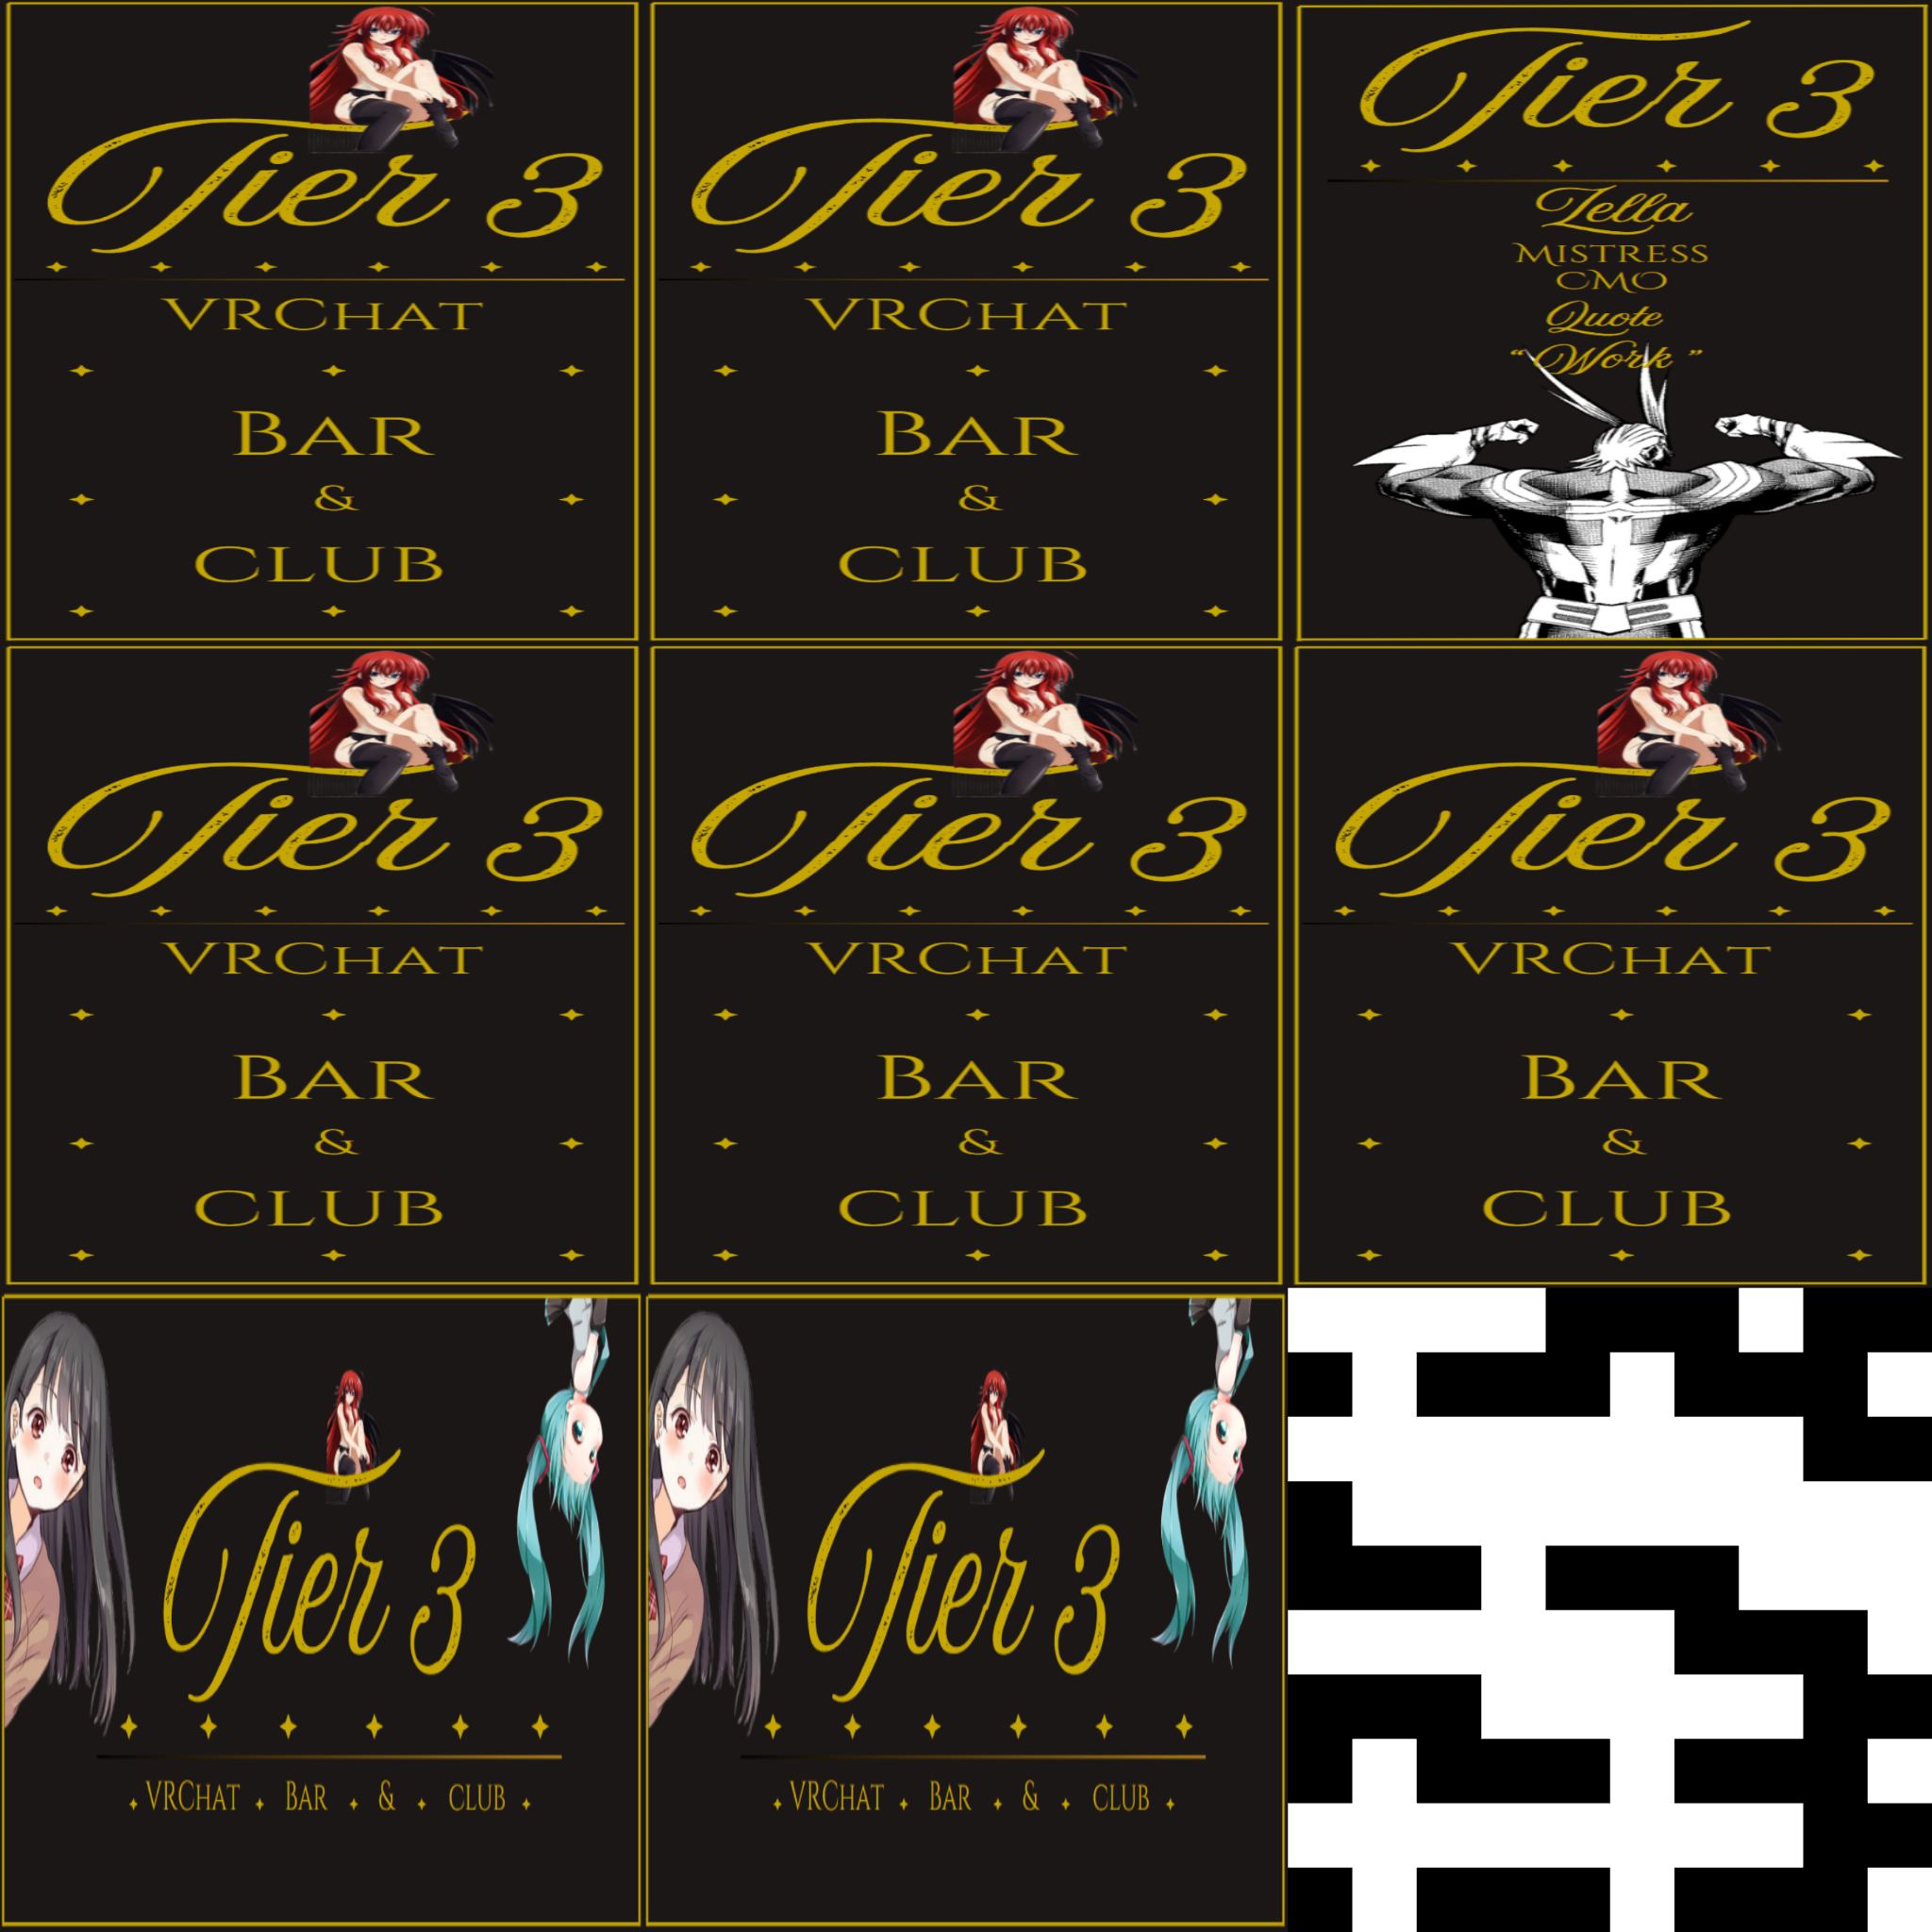 Tier 3
VRChat
Bar
&
club
Tier 3
VRChat
Bar
&
club
Tier 3
Zella
Mistress
CMO
Quote
“Work”
Tier 3
VRChat
Bar
&
club
Tier 3
VRChat
Bar
&
club
Tier 3
VRChat
Bar
&
club
Tier 3
VRChat Bar & club
Tier 3
VRChat Bar & club